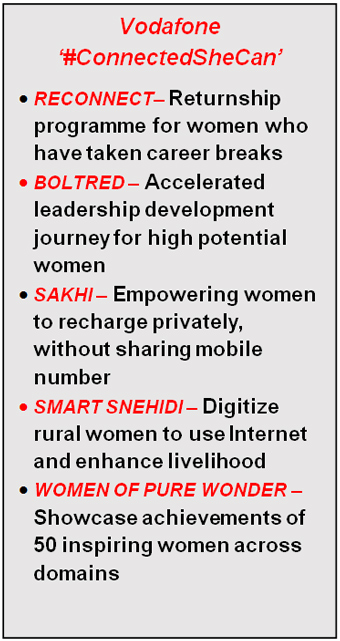 Vodafone
‘#ConnectedSheCan’
• RECONNECT– Returnship
programme for women who
have taken career breaks
• BOLTRED – Accelerated
leadership development
journey for high potential
women
• SAKHI – Empowering women
to recharge privately,
without sharing mobile
number
• SMART SNEHIDI – Digitize
rural women to use Internet
and enhance livelihood
• WOMEN OF PURE WONDER –
Showcase achievements of
50 inspiring women across
domains